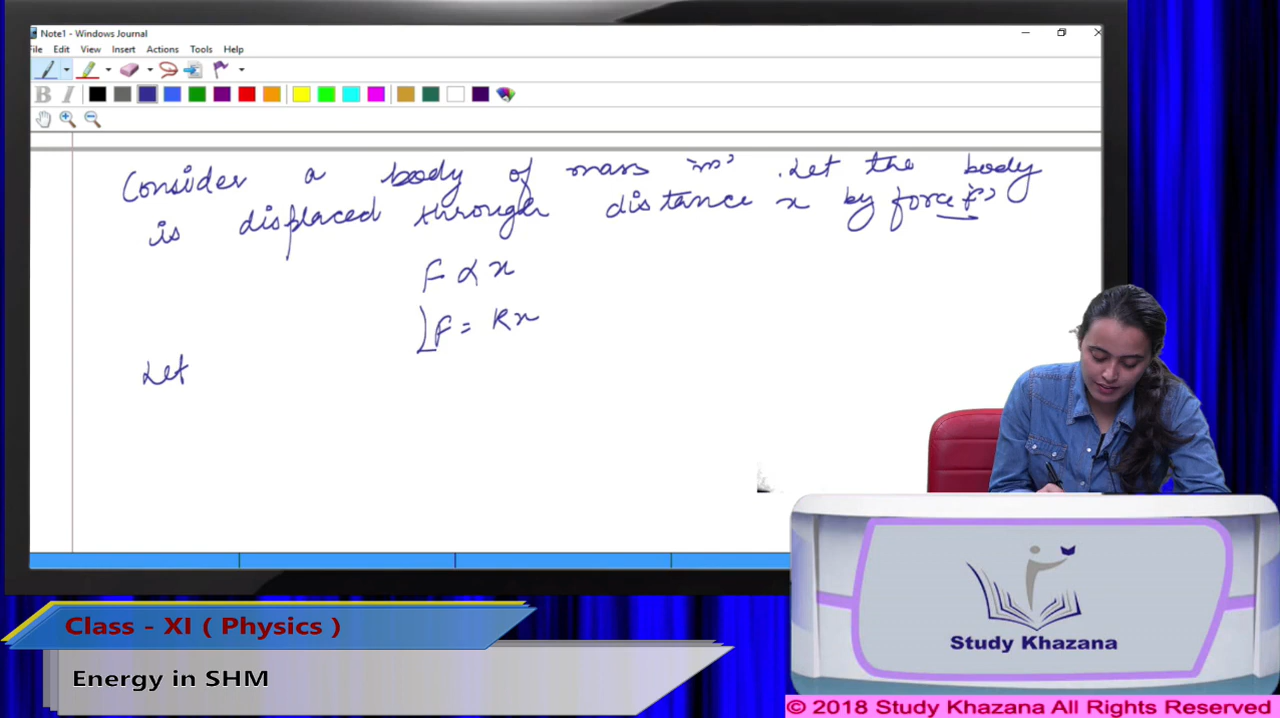 Note1 - Windows Journal
File Edit View Insert Actions Tools Help
B I
Consider a body of mass 'm' . Let the body
is displaced through distance x by force 'F'
F ∝ x
F = Kx
Let
Study Khazana
Class - XI ( Physics )
Energy in SHM
© 2018 Study Khazana All Rights Reserved